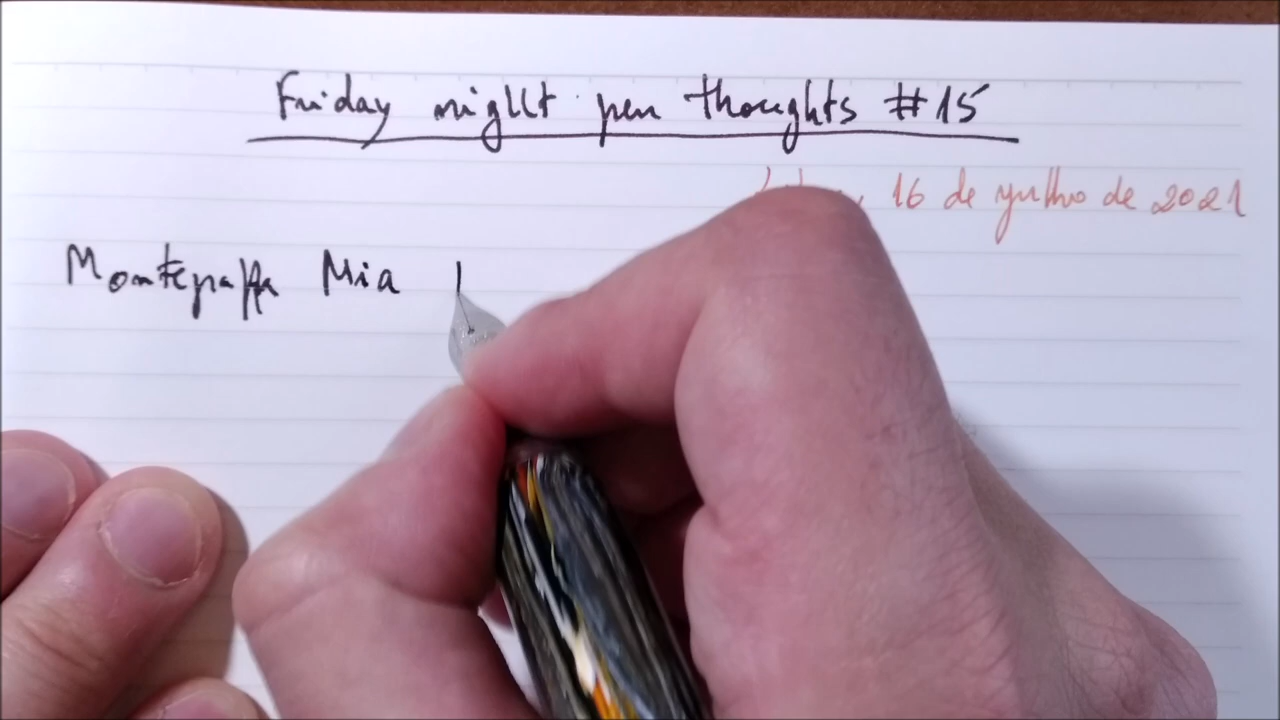 Friday night pen thoughts #15
, 16 de julho de 2021
Montegrappa Mia